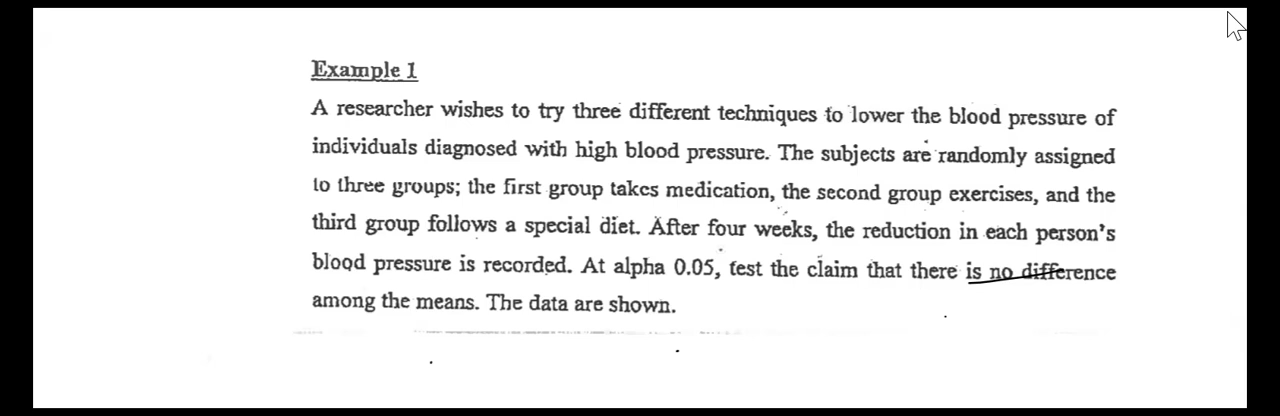 Example 1
A researcher wishes to try three different techniques to lower the blood pressure of
individuals diagnosed with high blood pressure. The subjects are randomly assigned
to three groups; the first group takes medication, the second group exercises, and the
third group follows a special diet. After four weeks, the reduction in each person's
blood pressure is recorded. At alpha 0.05, test the claim that there is no difference
among the means. The data are shown.